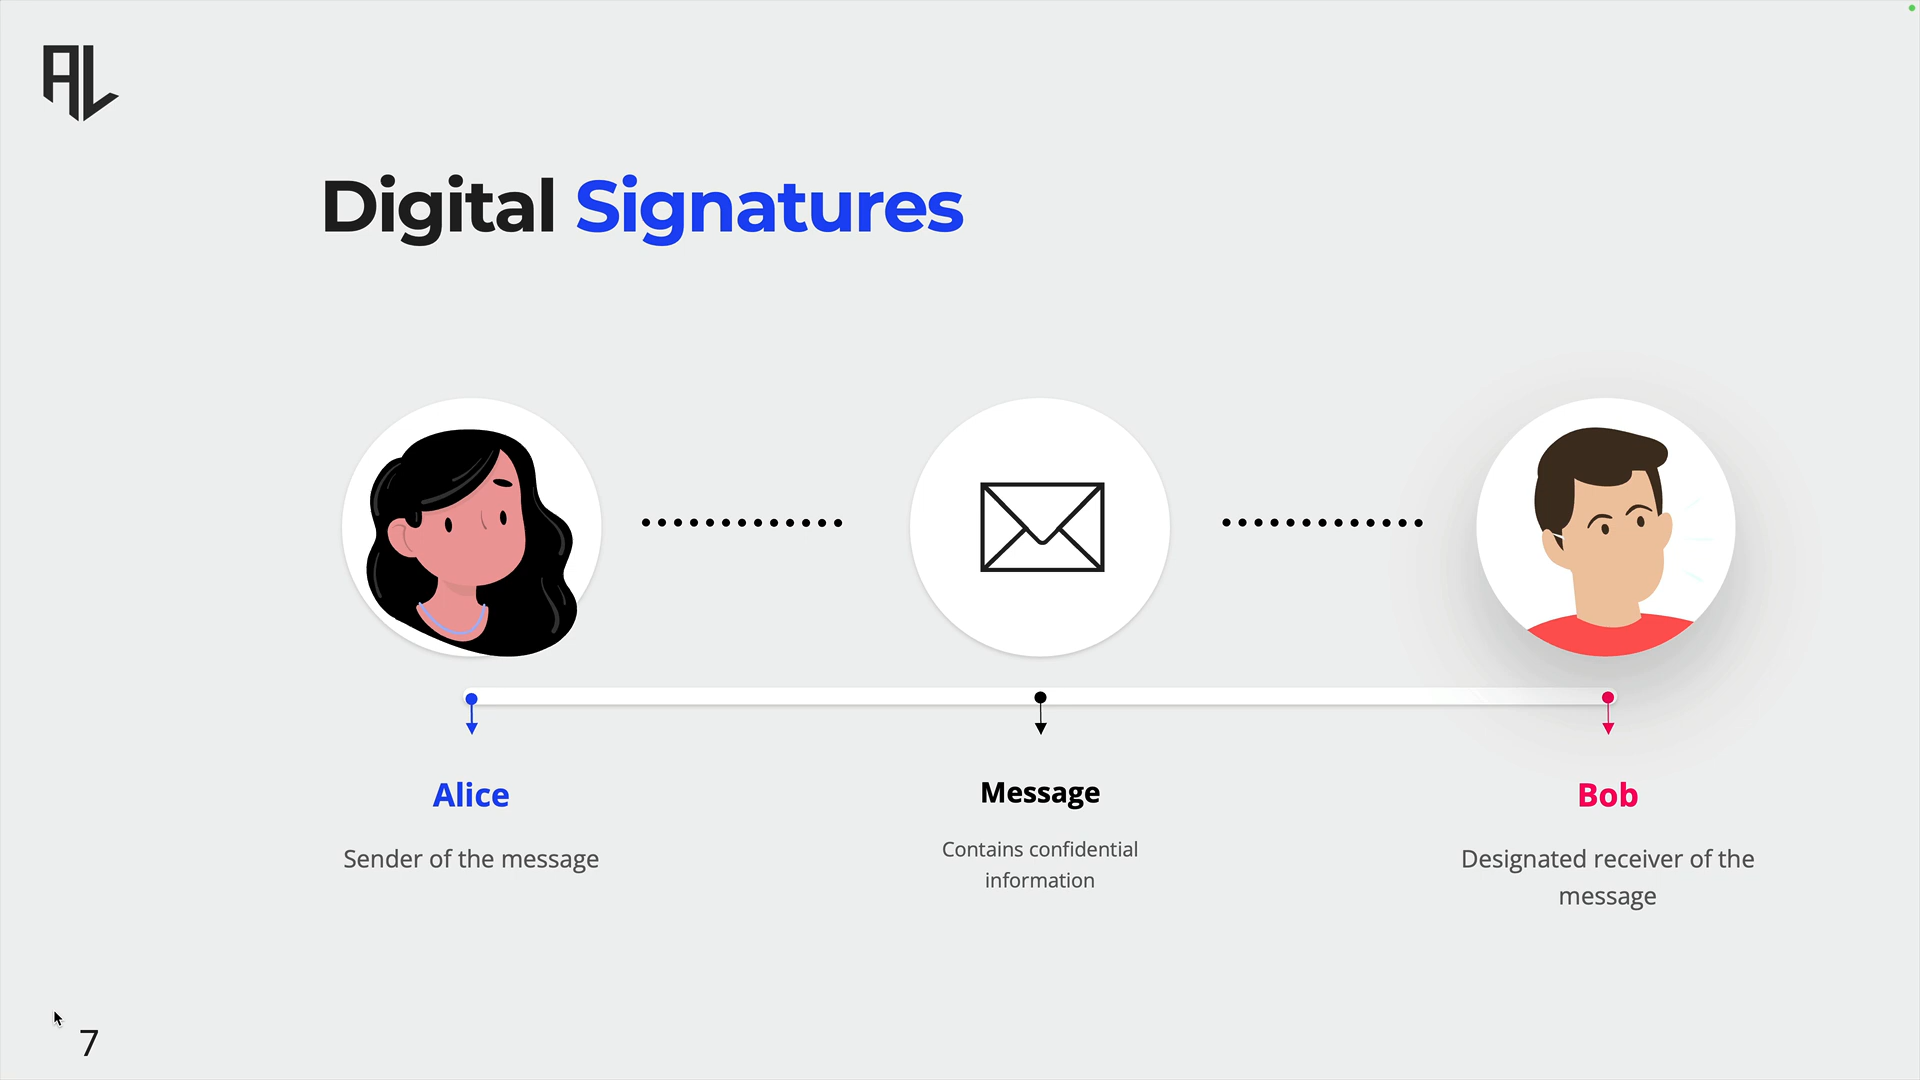 AL
Digital Signatures
Alice
Sender of the message
Message
Contains confidential
information
Bob
Designated receiver of the
message
7